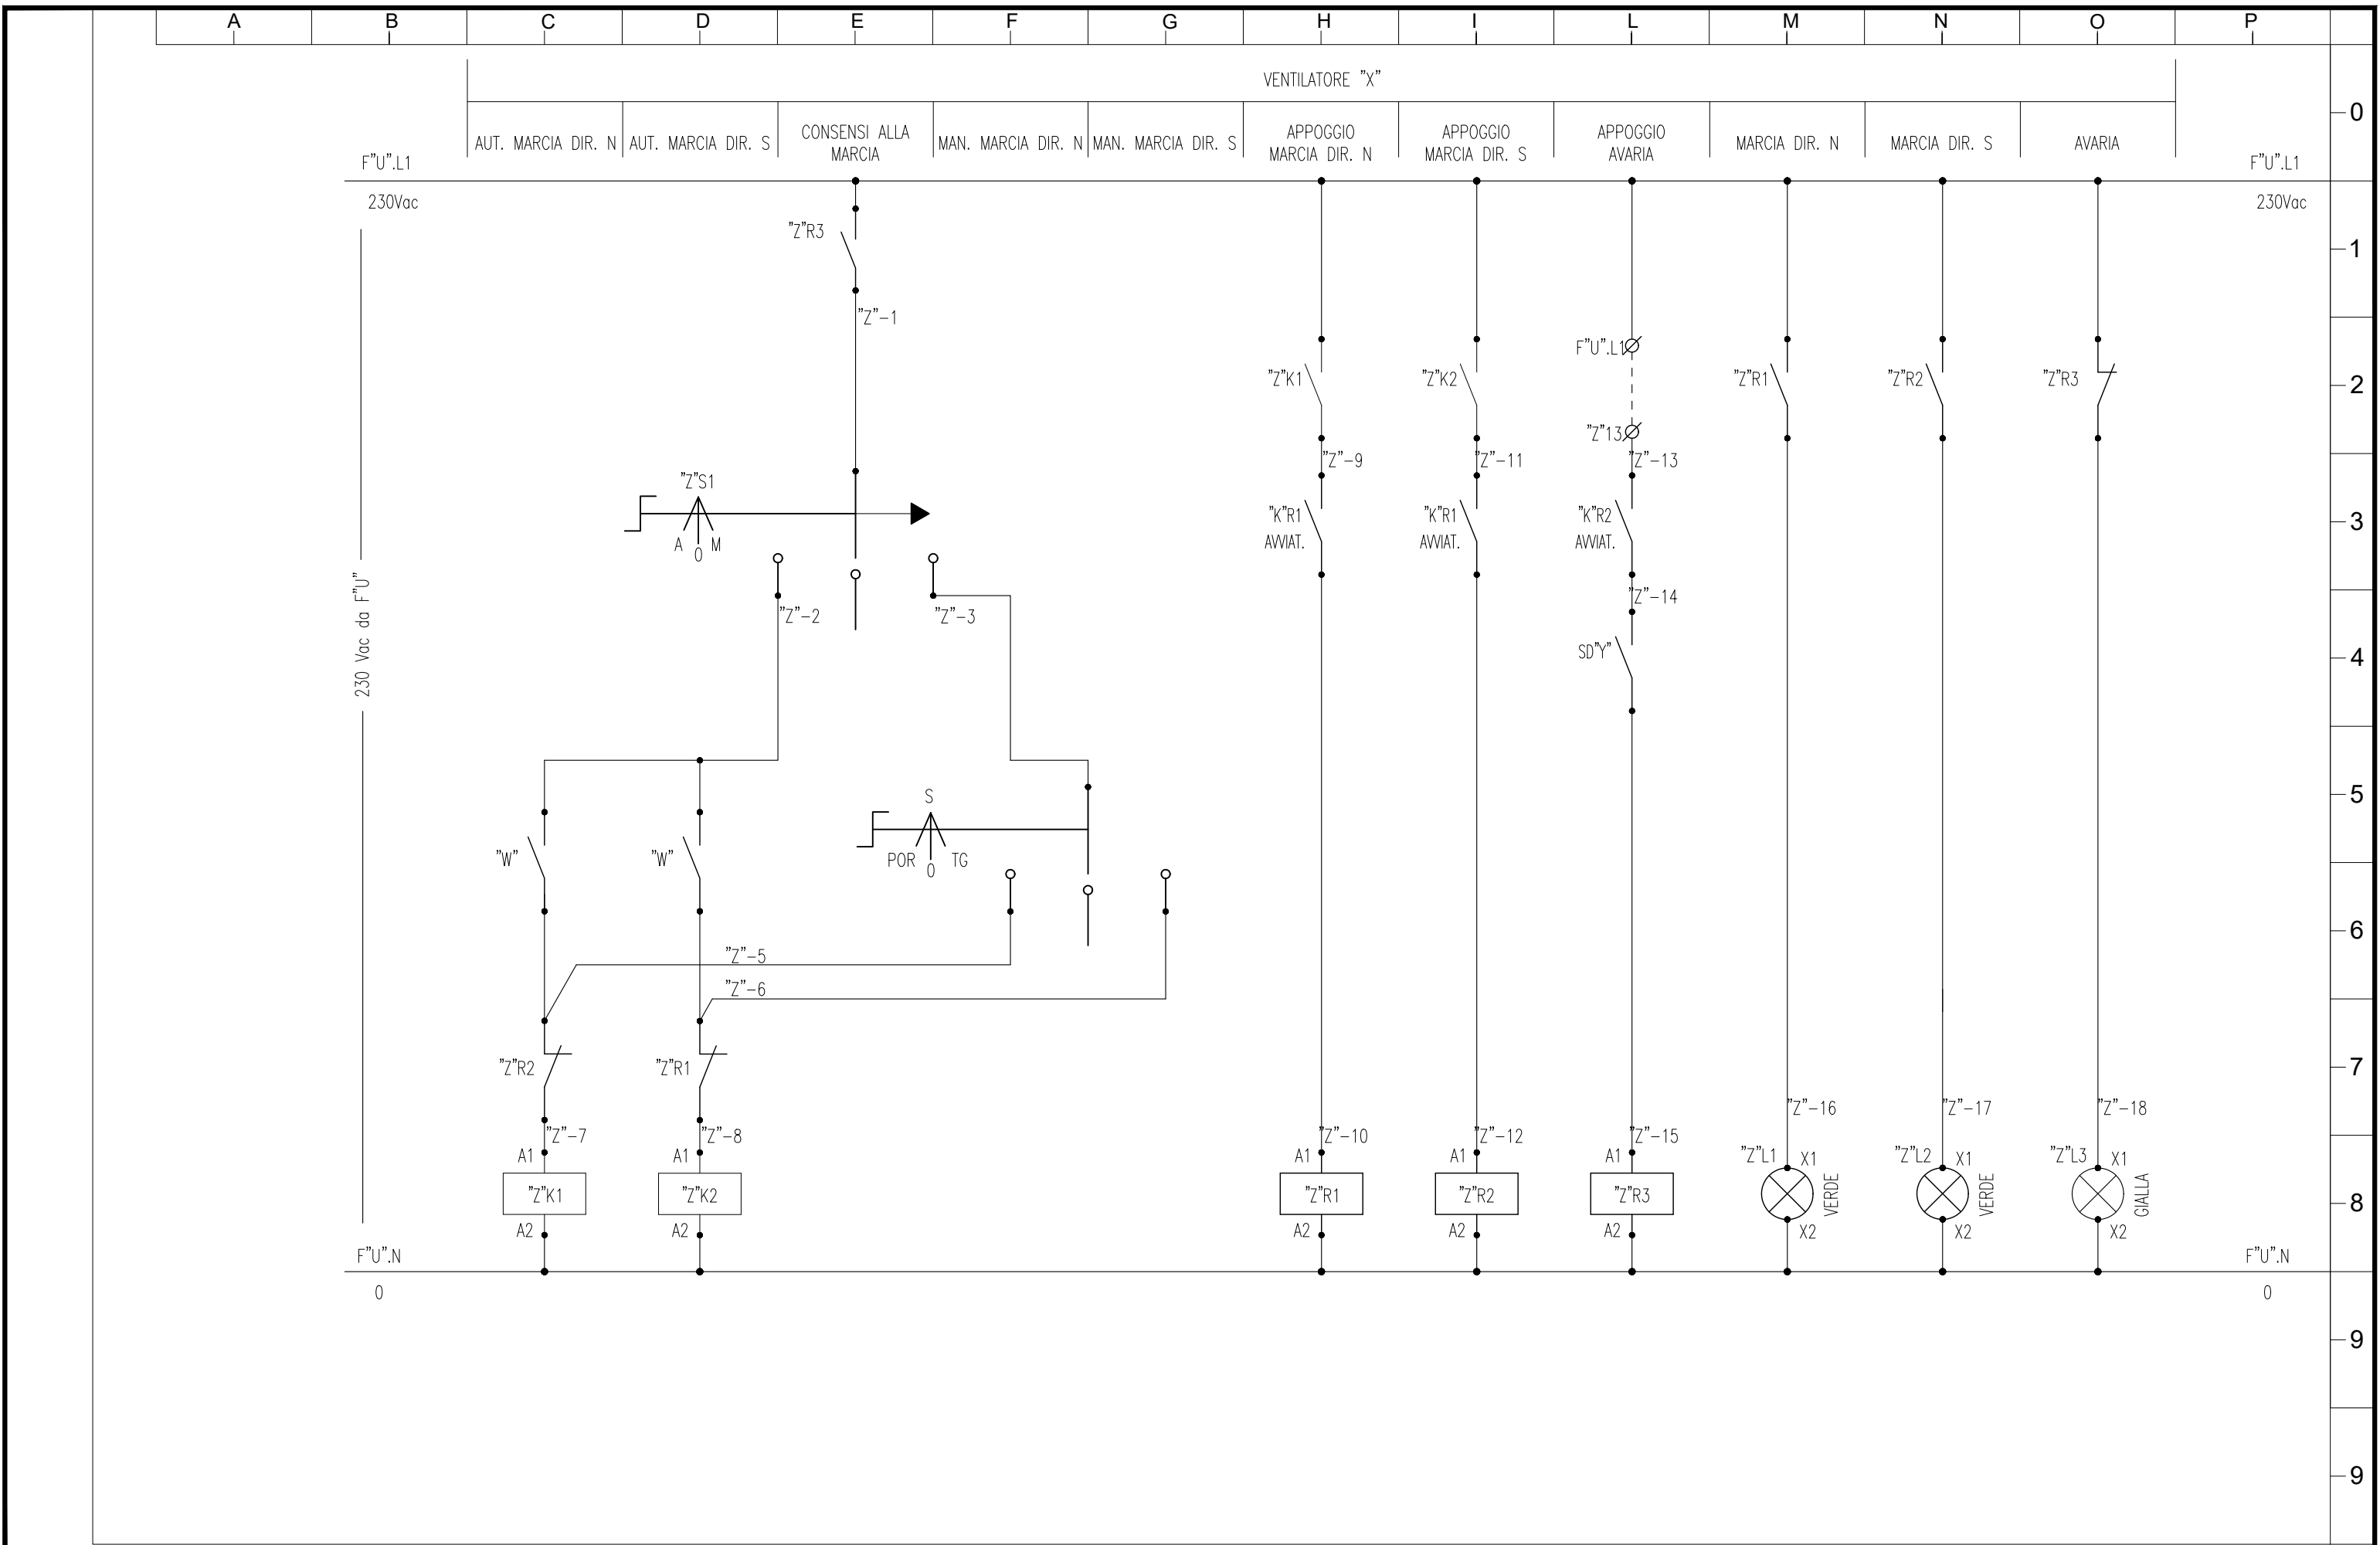 A B C D E F G H I L M N O P
VENTILATORE "X"
AUT. MARCIA DIR. N
AUT. MARCIA DIR. S
CONSENSI ALLA
MARCIA
MAN. MARCIA DIR. N
MAN. MARCIA DIR. S
APPOGGIO
MARCIA DIR. N
APPOGGIO
MARCIA DIR. S
APPOGGIO
AVARIA
MARCIA DIR. N
MARCIA DIR. S
AVARIA
0
F"U".L1
F"U".L1
230Vac
230Vac
"Z"R3
1
"Z"-1
F"U".L1
"Z"K1
"Z"K2
"Z"R1
"Z"R2
"Z"R3
2
"Z"13
"Z"-9
"Z"-11
"Z"-13
"Z"S1
A
0
M
"K"R1
AVVIAT.
"K"R1
AVVIAT.
"K"R2
AVVIAT.
3
"Z"-2
"Z"-3
"Z"-14
230 Vac da F"U"
SD"Y"
4
S
5
POR
0
TG
"W"
"W"
6
"Z"-5
"Z"-6
"Z"R2
"Z"R1
7
"Z"-16
"Z"-17
"Z"-18
"Z"-7
"Z"-8
"Z"-10
"Z"-12
"Z"-15
A1
A1
A1
A1
A1
"Z"L1
X1
"Z"L2
X1
"Z"L3
X1
"Z"K1
"Z"K2
"Z"R1
"Z"R2
"Z"R3
VERDE
VERDE
GIALLA
8
A2
A2
A2
A2
A2
X2
X2
X2
F"U".N
F"U".N
0
0
9
9